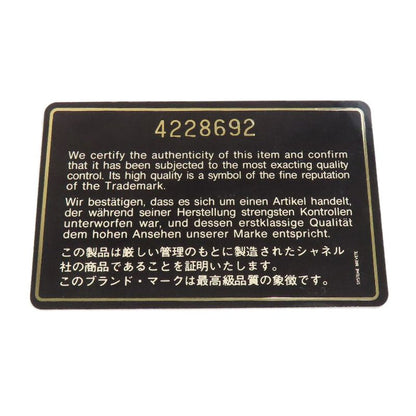 4228692
We certify the authenticity of this item and confirm
that it has been subjected to the most exacting quality
control. Its high quality is a symbol of the fine reputation
of the Trademark.
Wir bestätigen, dass es sich um einen Artikel handelt,
der während seiner Herstellung strengsten Kontrollen
unterworfen war, und dessen erstklassige Qualität
dem hohen Ansehen unserer Marke entspricht.
この製品は厳しい管理のもとに製造されたシャネル
社の商品であることを証明いたします。
このブランド・マークは最高級品質の象徴です。